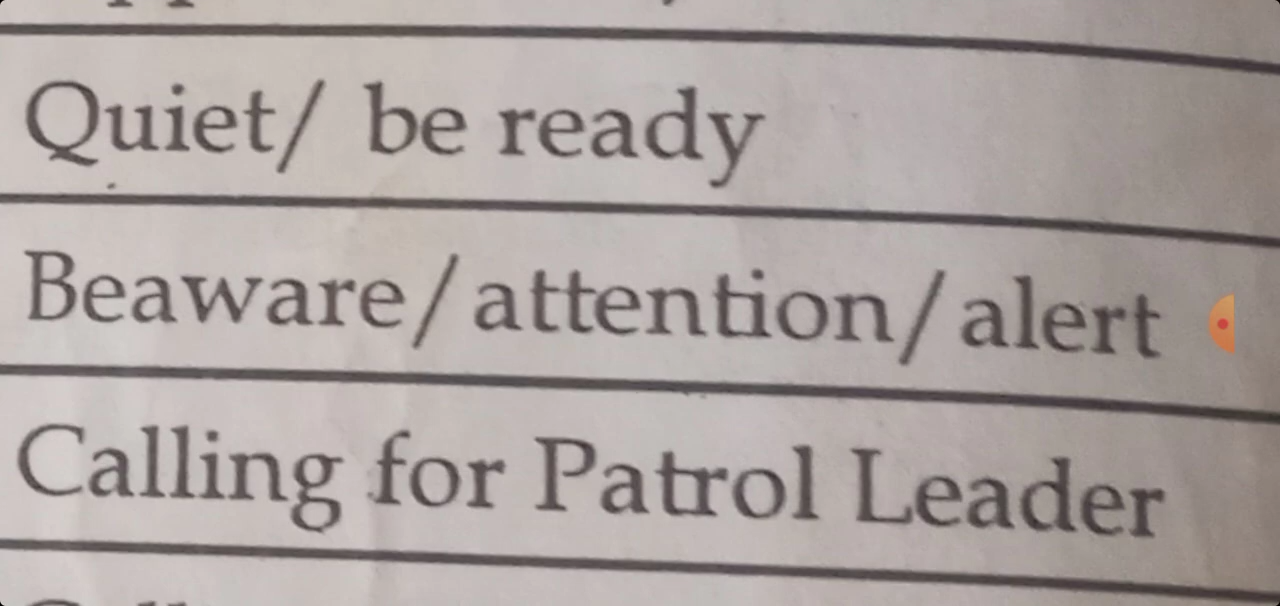 Quiet/ be ready
Beaware/attention/alert
Calling for Patrol Leader